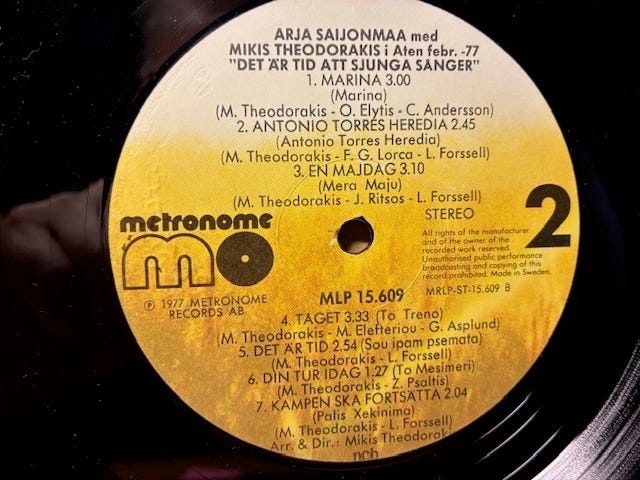 ARJA SAIJONMAA med
MIKIS THEODORAKIS i Aten febr. -77
"DET ÄR TID ATT SJUNGA SÅNGER"
1. MARINA 3.00
(Marina)
(M. Theodorakis - O. Elytis - C. Andersson)
2. ANTONIO TORRES HEREDIA 2.45
(Antonio Torres Heredia)
(M. Theodorakis - F. G. Lorca - L. Forssell)
3. EN MAJDAG 3.10
(Mera Maju)
(M. Theodorakis - J. Ritsos - L. Forssell)
STEREO
2
All rights of the manufacturer
and of the owner of the
recorded work reserved.
Unauthorised public performance
broadcasting and copying of this
record prohibited. Made in Sweden.
metronome
mo
℗ 1977 METRONOME
RECORDS AB
MLP 15.609
MRLP-ST-15.609 B
4. TÅGET 3.33 (To Treno)
(M. Theodorakis - M. Elefteriou - G. Asplund)
5. DET ÄR TID 2.54 (Sou ipam psemata)
(M. Theodorakis - L. Forssell)
6. DIN TUR IDAG 1.27 (To Mesimeri)
(M. Theodorakis - Z. Psaltis)
7. KAMPEN SKA FORTSÄTTA 2.04
(Palis Xekinima)
(M. Theodorakis - L. Forssell)
Arr. & Dir.: Mikis Theodorakis
ncb